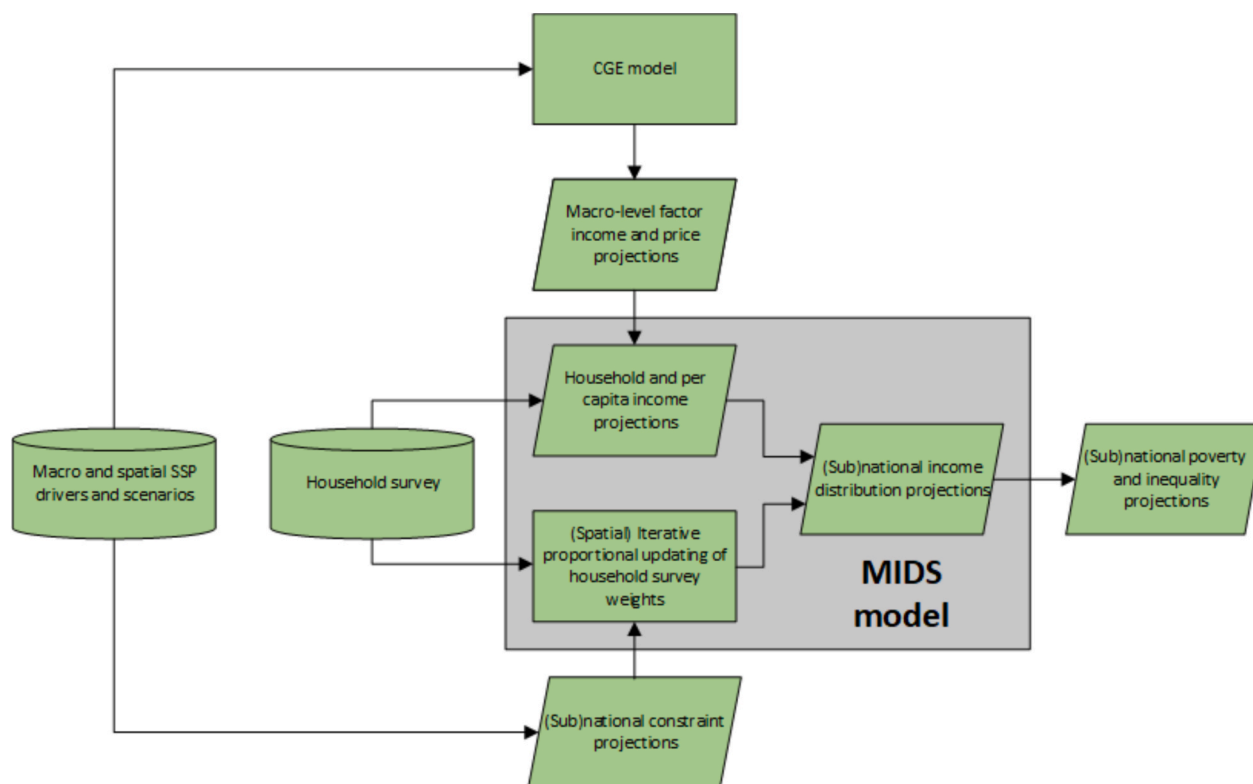 CGE model
Macro-level factor
income and price
projections
Household and per
capita income
projections
Macro and spatial SSP
drivers and scenarios
Household survey
(Sub)national income
distribution projections
(Sub)national poverty
and inequality
projections
(Spatial) Iterative
proportional updating of
household survey
weights
MIDS
model
(Sub)national constraint
projections